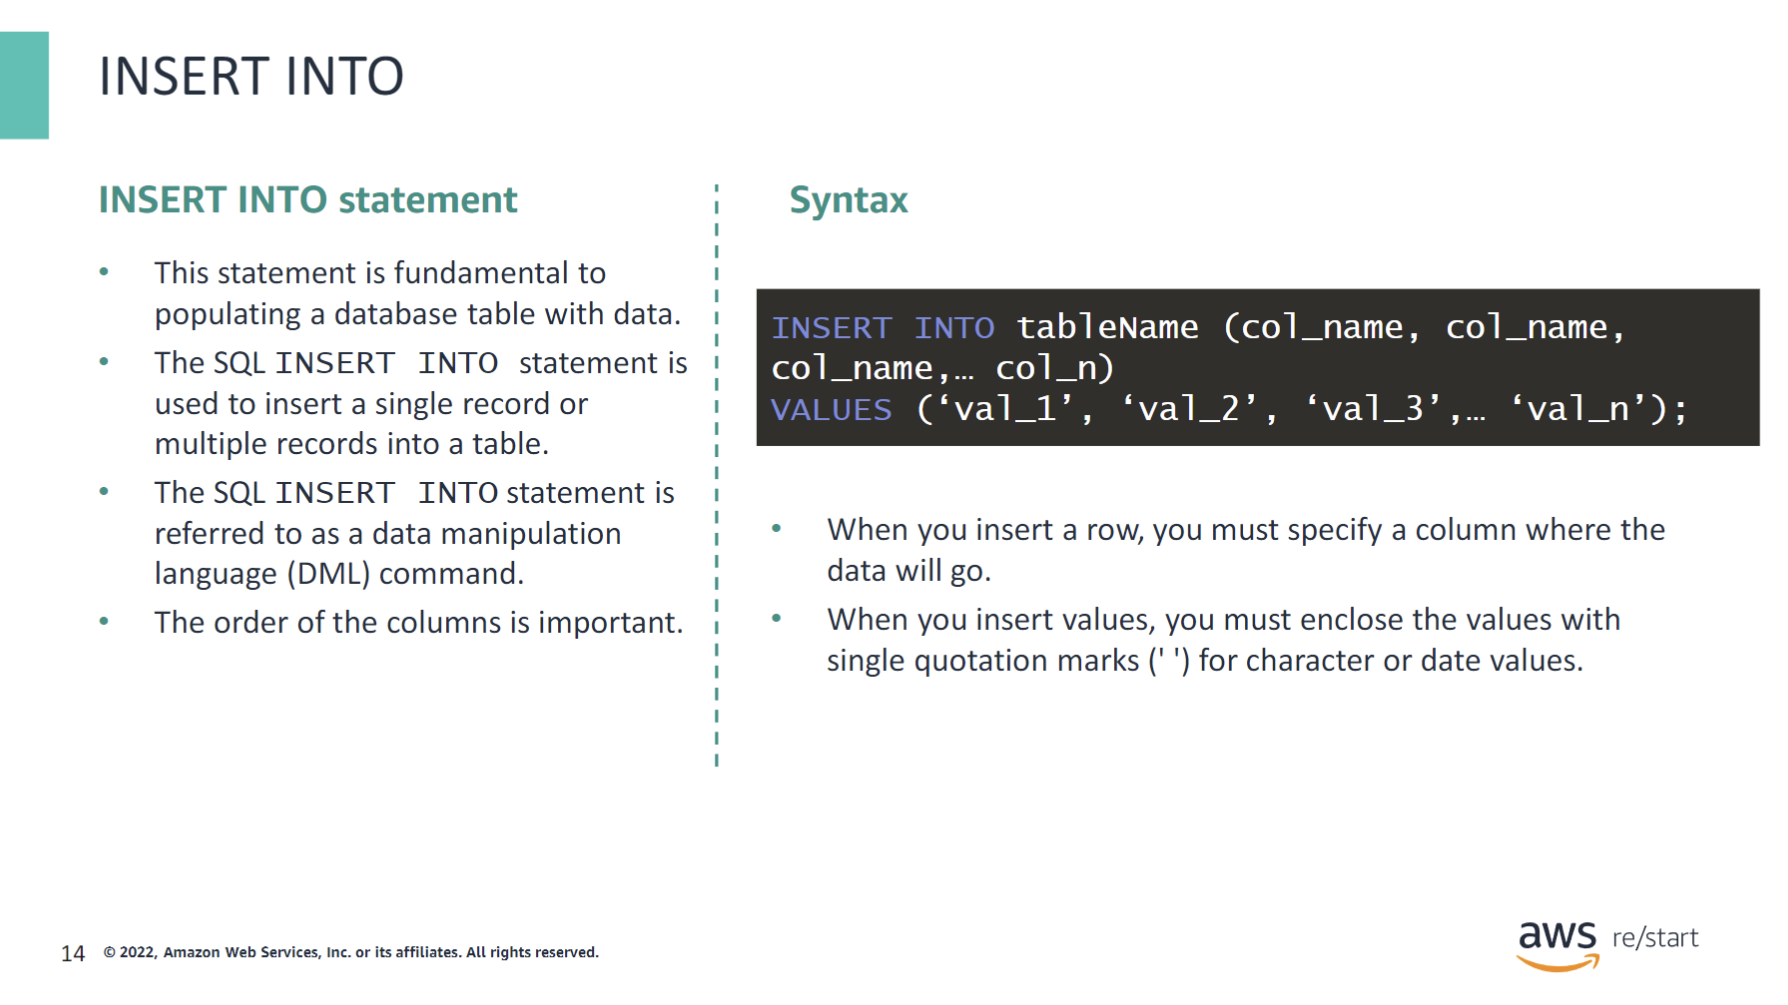 INSERT INTO
INSERT INTO statement
• This statement is fundamental to
populating a database table with data.
• The SQL INSERT INTO statement is
used to insert a single record or
multiple records into a table.
• The SQL INSERT INTO statement is
referred to as a data manipulation
language (DML) command.
• The order of the columns is important.
Syntax
INSERT INTO tableName (col_name, col_name,
col_name,… col_n)
VALUES (‘val_1’, ‘val_2’, ‘val_3’,… ‘val_n’);
• When you insert a row, you must specify a column where the
data will go.
• When you insert values, you must enclose the values with
single quotation marks (' ') for character or date values.
14 © 2022, Amazon Web Services, Inc. or its affiliates. All rights reserved.
aws re/start